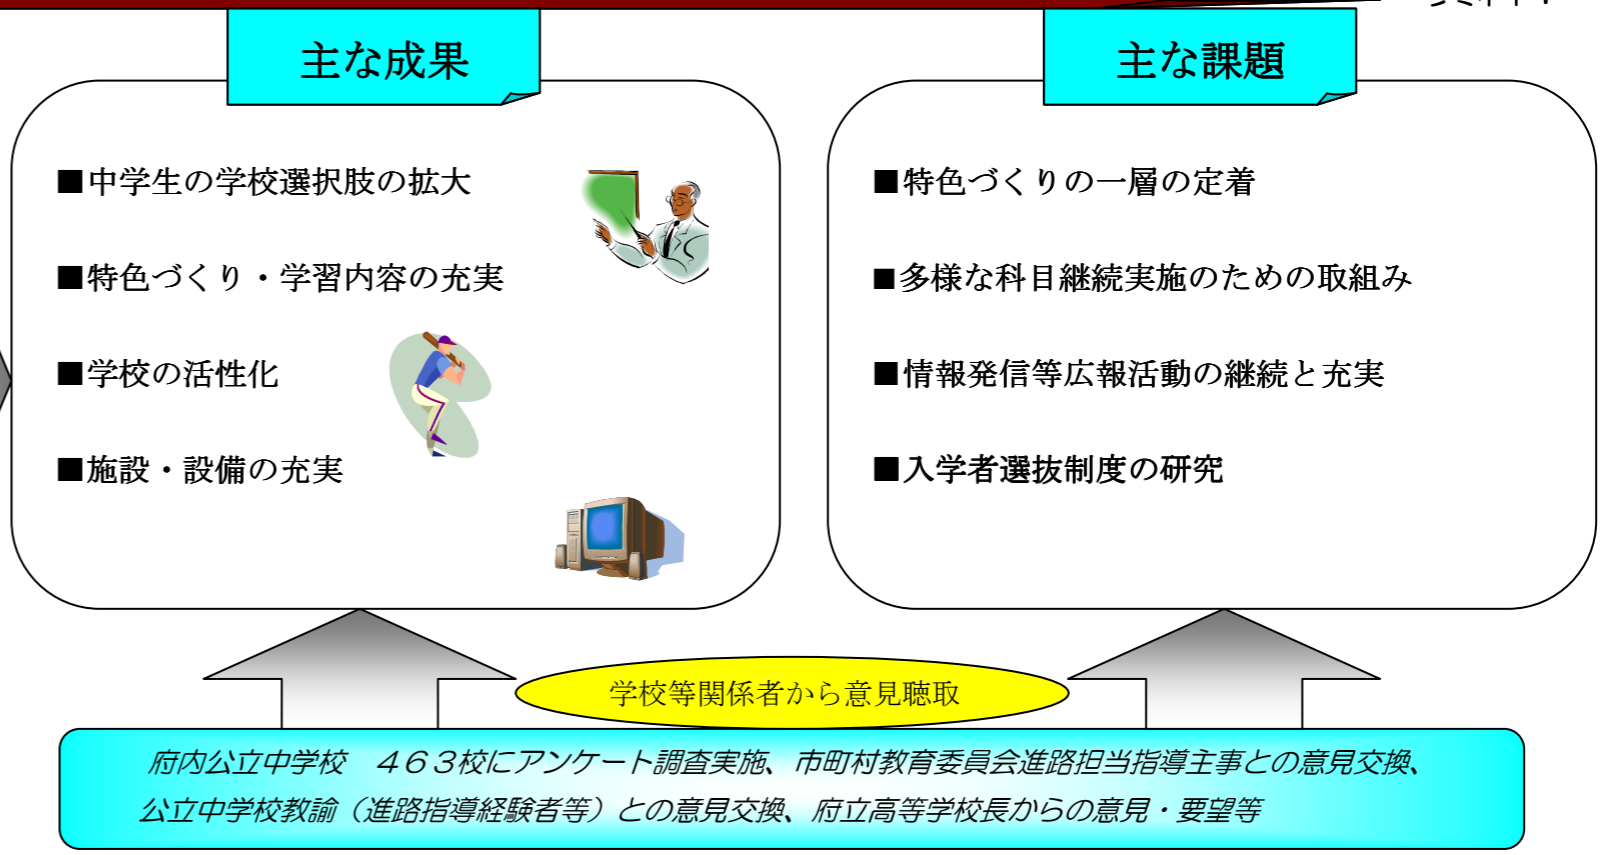 主な成果
■中学生の学校選択肢の拡大
■特色づくり・学習内容の充実
■学校の活性化
■施設・設備の充実
主な課題
■特色づくりの一層の定着
■多様な科目継続実施のための取組み
■情報発信等広報活動の継続と充実
■入学者選抜制度の研究
学校等関係者から意見聴取
府内公立中学校　４６３校にアンケート調査実施、市町村教育委員会進路担当指導主事との意見交換、
公立中学校教諭（進路指導経験者等）との意見交換、府立高等学校長からの意見・要望等